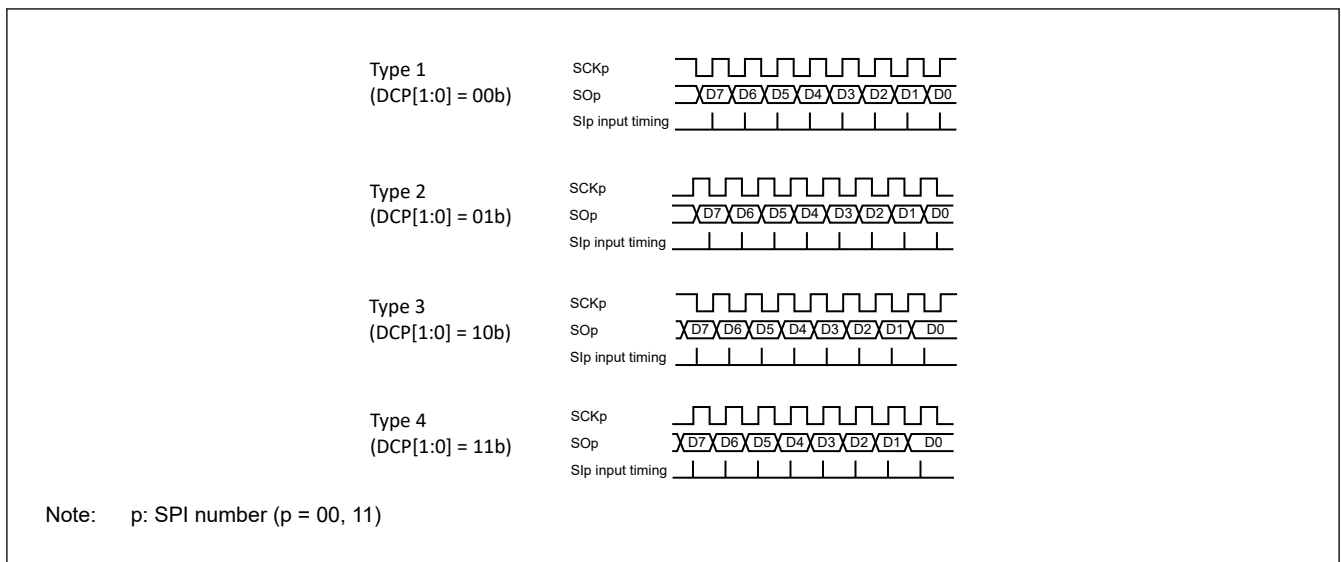 Type 1
(DCP[1:0] = 00b)
SCKp
SOp D7 D6 D5 D4 D3 D2 D1 D0
SIp input timing
Type 2
(DCP[1:0] = 01b)
SCKp
SOp D7 D6 D5 D4 D3 D2 D1 D0
SIp input timing
Type 3
(DCP[1:0] = 10b)
SCKp
SOp D7 D6 D5 D4 D3 D2 D1 D0
SIp input timing
Type 4
(DCP[1:0] = 11b)
SCKp
SOp D7 D6 D5 D4 D3 D2 D1 D0
SIp input timing
Note: p: SPI number (p = 00, 11)